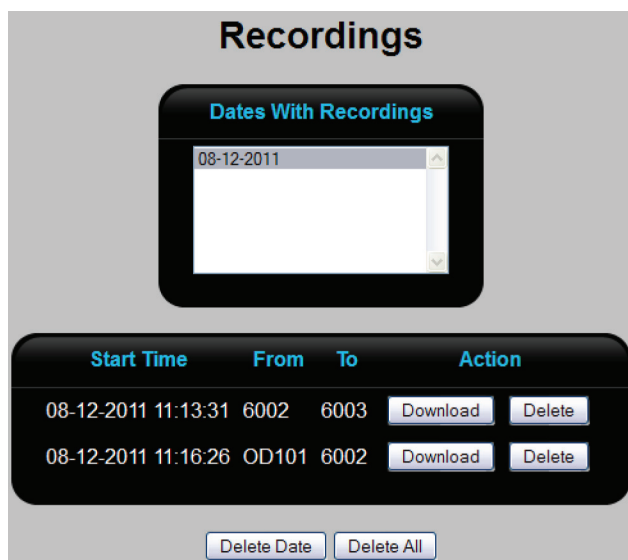 Recordings
Dates With Recordings
08-12-2011
Start Time From To Action
08-12-2011 11:13:31 6002 6003 Download Delete
08-12-2011 11:16:26 OD101 6002 Download Delete
Delete Date Delete All